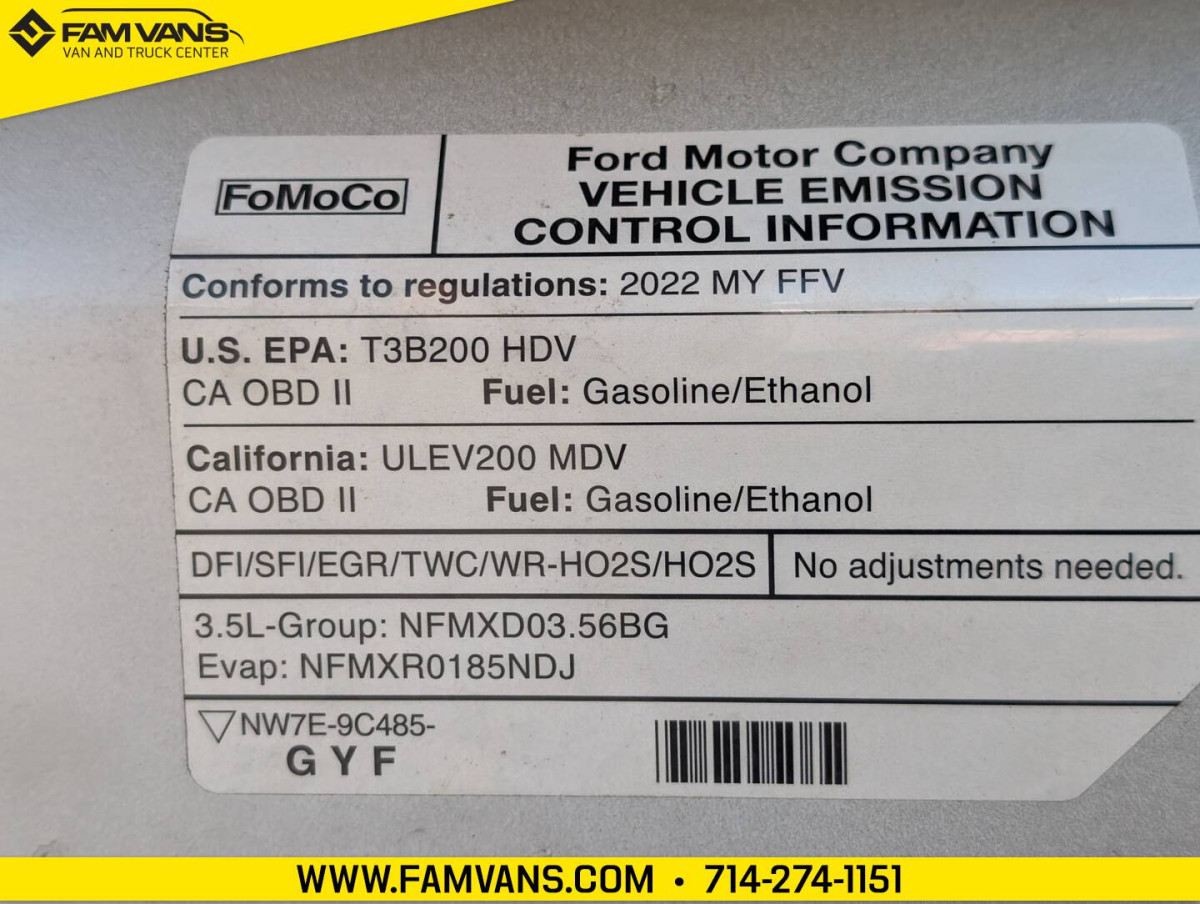 FAM VANS
VAN AND TRUCK CENTER
FoMoCo
Ford Motor Company
VEHICLE EMISSION
CONTROL INFORMATION
Conforms to regulations: 2022 MY FFV
U.S. EPA: T3B200 HDV
CA OBD II Fuel: Gasoline/Ethanol
California: ULEV200 MDV
CA OBD II Fuel: Gasoline/Ethanol
DFI/SFI/EGR/TWC/WR-HO2S/HO2S No adjustments needed.
3.5L-Group: NFMXD03.56BG
Evap: NFMXR0185NDJ
NW7E-9C485-
G Y F
WWW.FAMVANS.COM • 714-274-1151